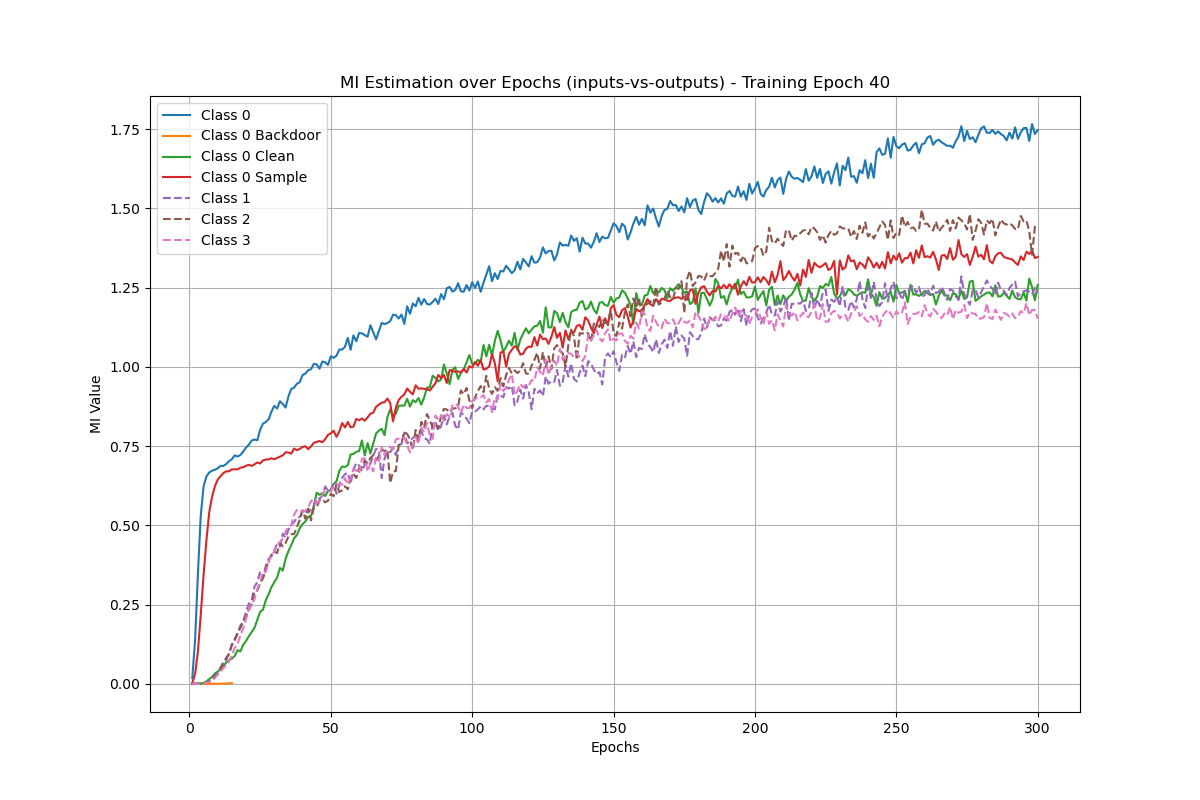 MI Estimation over Epochs (inputs-vs-outputs) - Training Epoch 40
Class 0
Class 0 Backdoor
Class 0 Clean
Class 0 Sample
Class 1
Class 2
Class 3
1.75
1.50
1.25
1.00
0.75
0.50
0.25
0.00
MI Value
0 50 100 150 200 250 300
Epochs